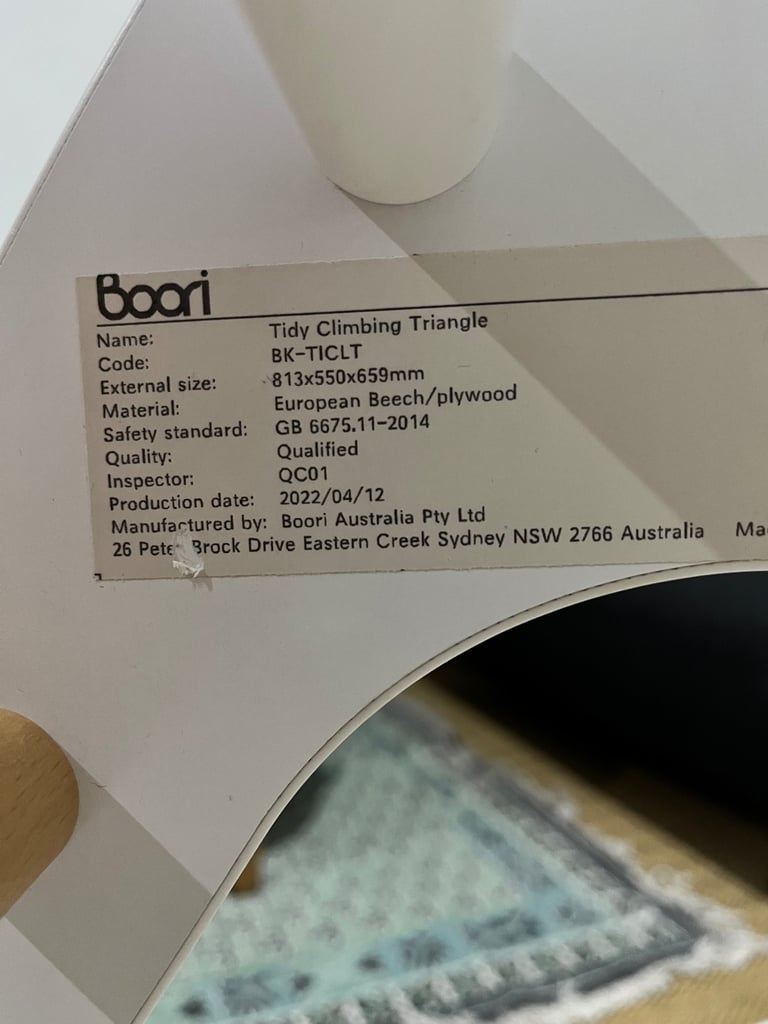 Boori
Name: Tidy Climbing Triangle
Code: BK-TICLT
External size: 813x550x659mm
Material: European Beech/plywood
Safety standard: GB 6675.11-2014
Quality: Qualified
Inspector: QC01
Production date: 2022/04/12
Manufactured by: Boori Australia Pty Ltd
26 Peter Brock Drive Eastern Creek Sydney NSW 2766 Australia